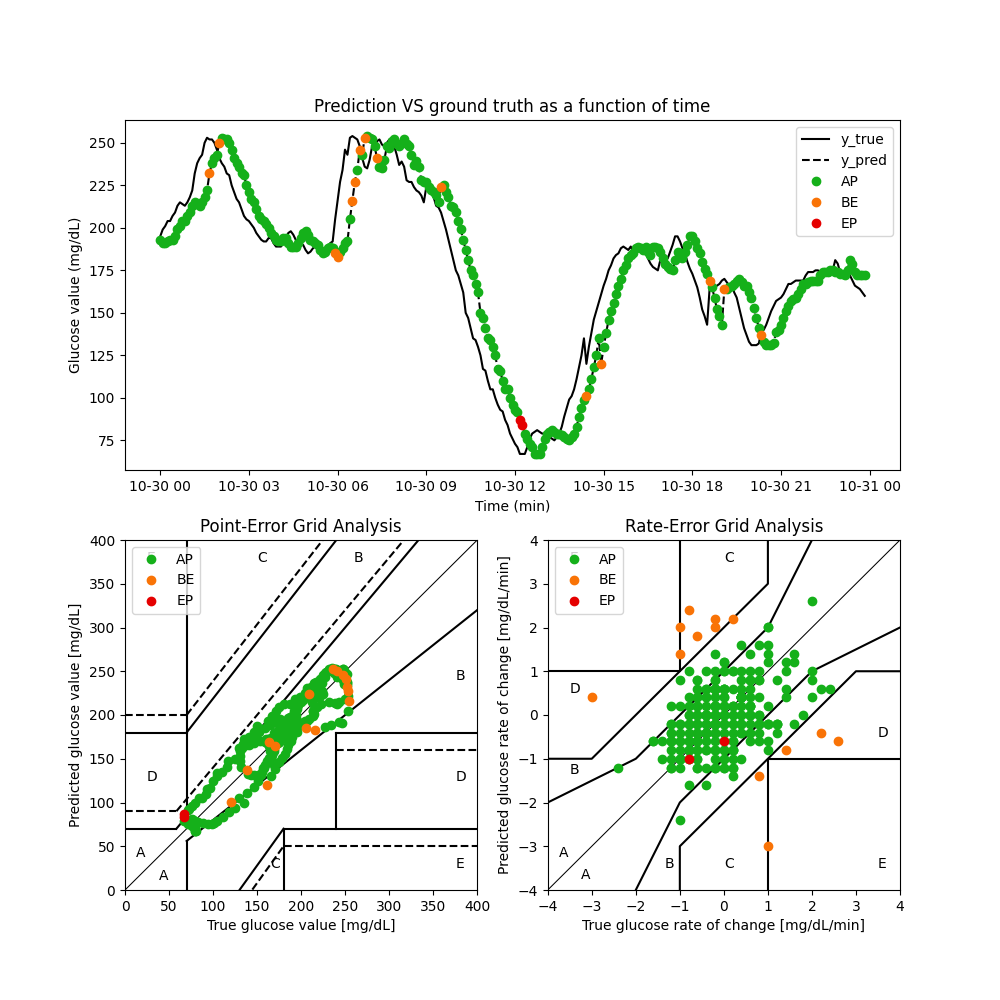 Prediction VS ground truth as a function of time
Glucose value (mg/dL)
250
225
200
175
150
125
100
75
y_true
y_pred
AP
BE
EP
10-30 00 10-30 03 10-30 06 10-30 09 10-30 12 10-30 15 10-30 18 10-30 21 10-31 00
Time (min)
Point-Error Grid Analysis
Predicted glucose value [mg/dL]
400
350
300
250
200
150
100
50
0
AP
BE
EP
C
B
B
D
D
A
A
C
E
0 50 100 150 200 250 300 350 400
True glucose value [mg/dL]
Rate-Error Grid Analysis
Predicted glucose rate of change [mg/dL/min]
4
3
2
1
0
−1
−2
−3
−4
AP
BE
EP
C
D
D
B
A
A
B
C
E
−4 −3 −2 −1 0 1 2 3 4
True glucose rate of change [mg/dL/min]